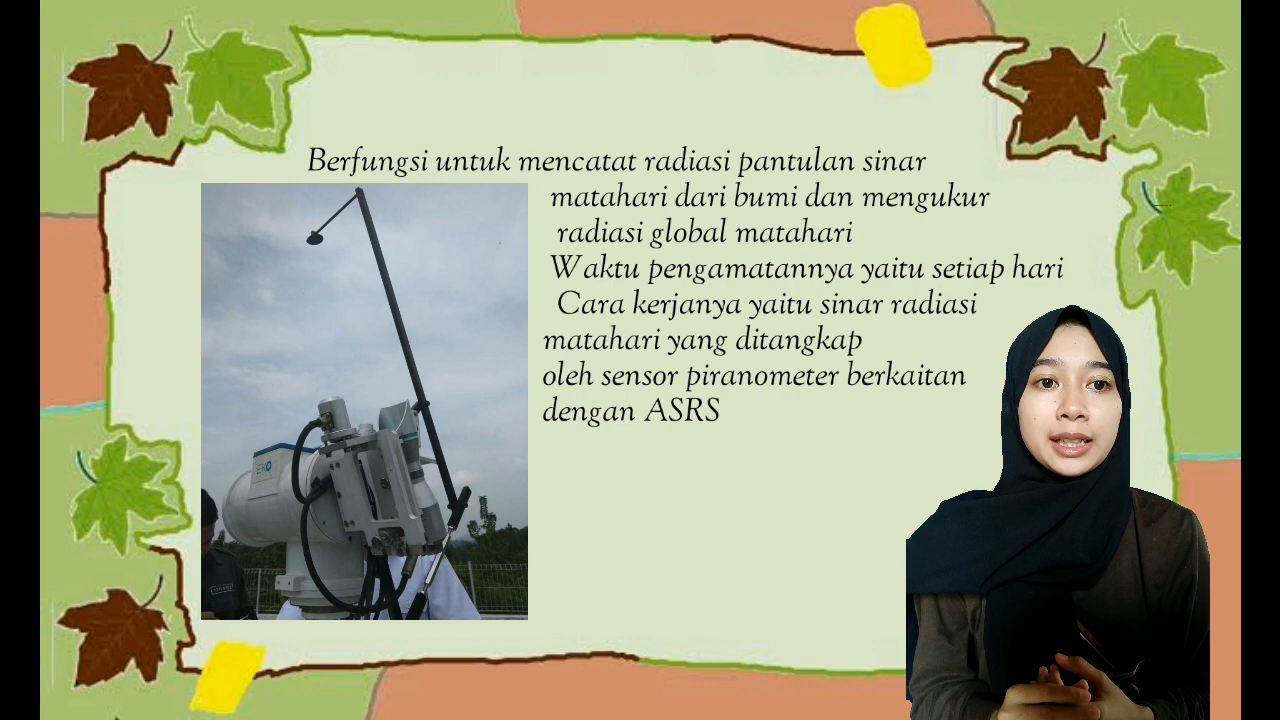 Berfungsi untuk mencatat radiasi pantulan sinar
matahari dari bumi dan mengukur
radiasi global matahari
Waktu pengamatannya yaitu setiap hari
Cara kerjanya yaitu sinar radiasi
matahari yang ditangkap
oleh sensor piranometer berkaitan
dengan ASRS
EKO